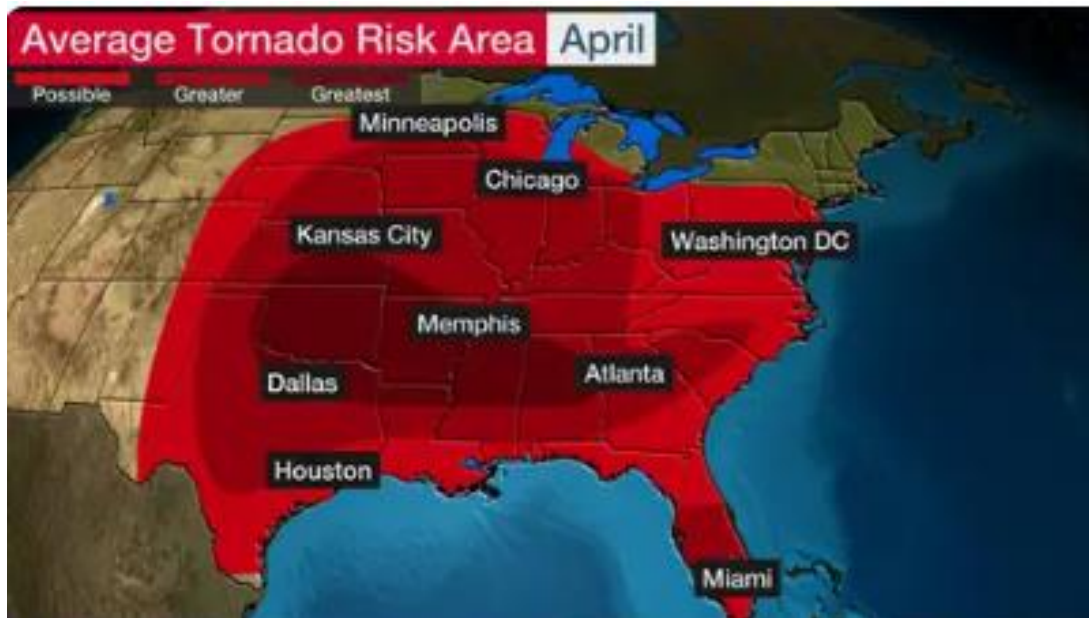 Average Tornado Risk Area April
Possible Greater Greatest
Minneapolis
Chicago
Kansas City
Washington DC
Memphis
Dallas
Atlanta
Houston
Miami